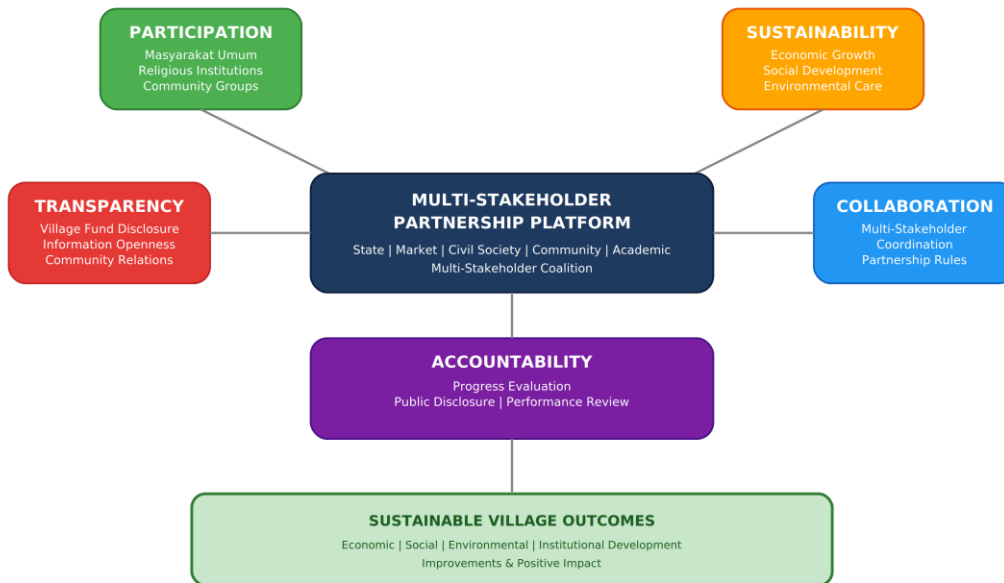 PARTICIPATION
Masyarakat Umum
Religious Institutions
Community Groups
SUSTAINABILITY
Economic Growth
Social Development
Environmental Care
TRANSPARENCY
Village Fund Disclosure
Information Openness
Community Relations
MULTI-STAKEHOLDER
PARTNERSHIP PLATFORM
State | Market | Civil Society | Community | Academic
Multi-Stakeholder Coalition
COLLABORATION
Multi-Stakeholder
Coordination
Partnership Rules
ACCOUNTABILITY
Progress Evaluation
Public Disclosure | Performance Review
SUSTAINABLE VILLAGE OUTCOMES
Economic | Social | Environmental | Institutional Development
Improvements & Positive Impact